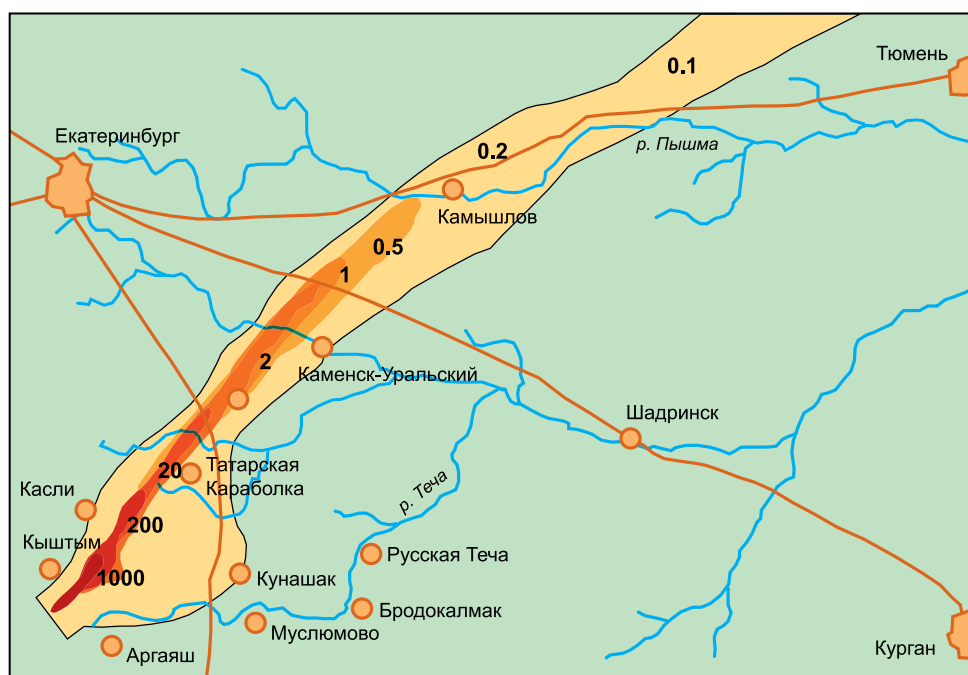 0.1
Тюмень
Екатеринбург
0.2
р. Пышма
Камышлов
0.5
1
2
Каменск-Уральский
Шадринск
20
Татарская
Караболка
Касли
р. Теча
200
Кыштым
Русская Теча
1000
Кунашак
Бродокалмак
Муслюмово
Аргаяш
Курган